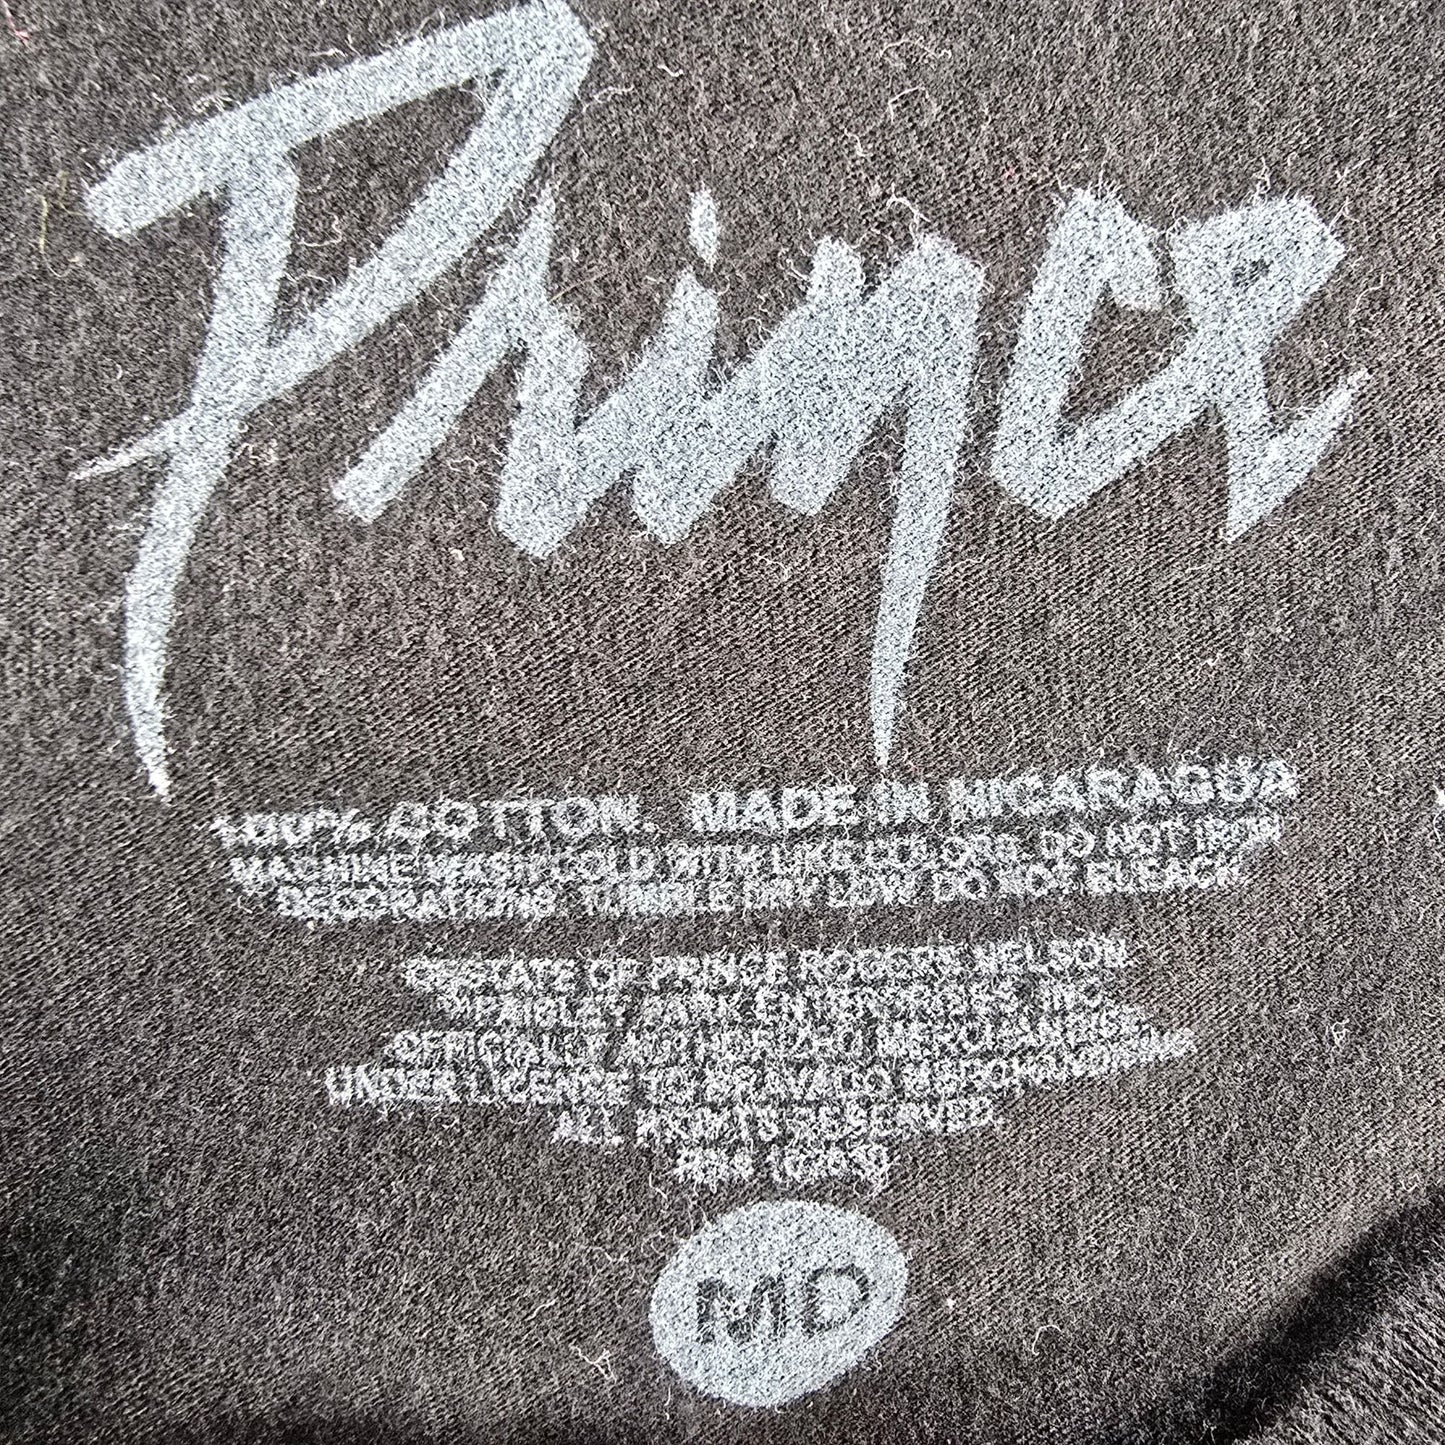 Prince
100% COTTON. MADE IN NICARAGUA
MACHINE WASH COLD WITH LIKE COLORS. DO NOT IRON
DECORATIONS. TUMBLE DRY LOW. DO NOT BLEACH.
©ESTATE OF PRINCE ROGERS NELSON.
PAISLEY PARK ENTERPRISES, INC.
OFFICIALLY AUTHORIZED MERCHANDISE.
UNDER LICENSE TO BRAVADO MERCHANDISING
ALL RIGHTS RESERVED.
MD